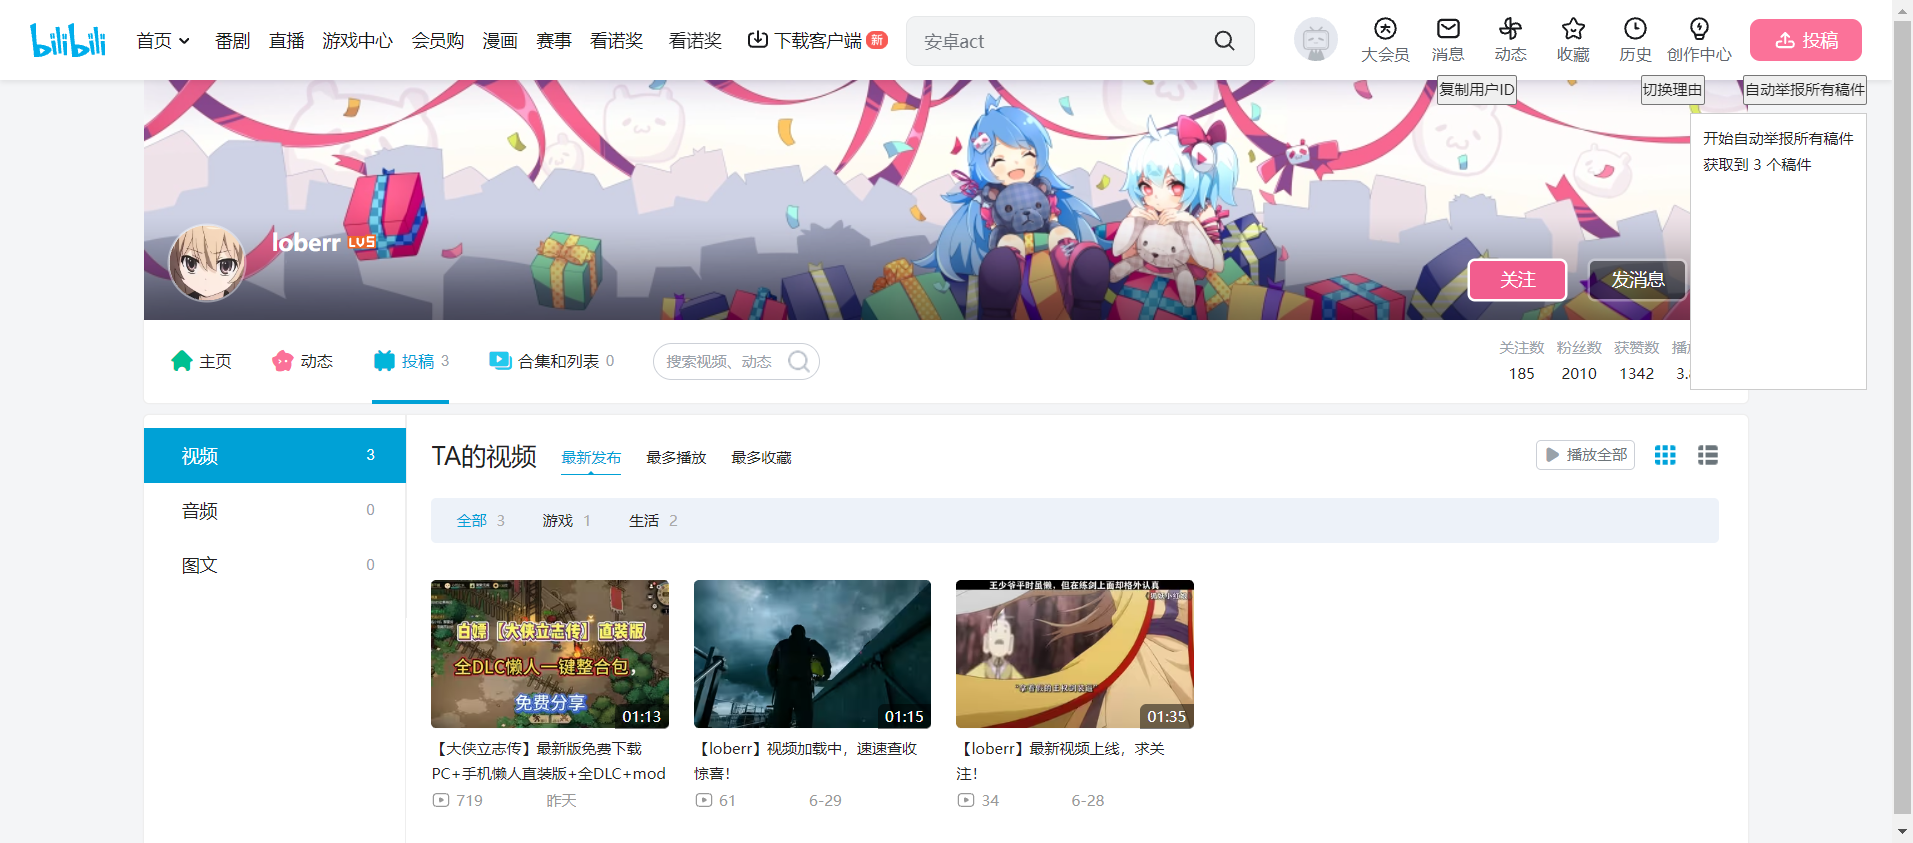 bilibili
首页 番剧 直播 游戏中心 会员购 漫画 赛事 看诺奖 看诺奖 下载客户端 新
安卓act
大会员 消息 动态 收藏 历史 创作中心 投稿
复制用户ID 切换理由 自动举报所有稿件
开始自动举报所有稿件
获取到 3 个稿件
loberr LV5
关注 发消息
主页 动态 投稿 3 合集和列表 0 搜索视频、动态
关注数 粉丝数 获赞数
185 2010 1342
视频 3
音频 0
图文 0
TA的视频 最新发布 最多播放 最多收藏 播放全部
全部 3 游戏 1 生活 2
白嫖【大侠立志传】直装版
全DLC懒人一键整合包，
免费分享
01:13
【大侠立志传】最新版免费下载
PC+手机懒人直装版+全DLC+mod
719 昨天
01:15
【loberr】视频加载中，速速查收
惊喜！
61 6-29
王少爷平时虽懒，但在练剑上面却格外认真
01:35
【loberr】最新视频上线，求关
注！
34 6-28